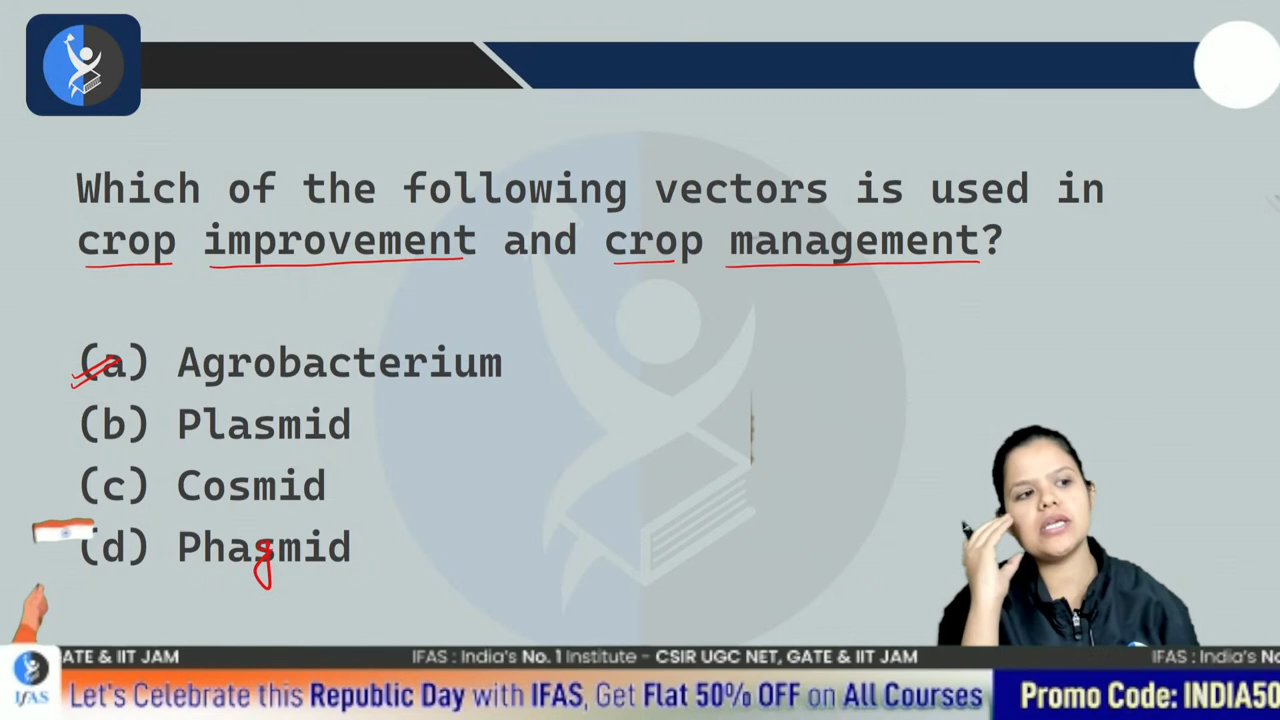 Which of the following vectors is used in
crop improvement and crop management?
(a) Agrobacterium
(b) Plasmid
(c) Cosmid
(d) Phasmid
g
ATE & IIT JAM
IFAS : India's No. 1 Institute - CSIR UGC NET, GATE & IIT JAM
IFAS : India's No
IFAS
Let's Celebrate this Republic Day with IFAS, Get Flat 50% OFF on All Courses
Promo Code: INDIA50